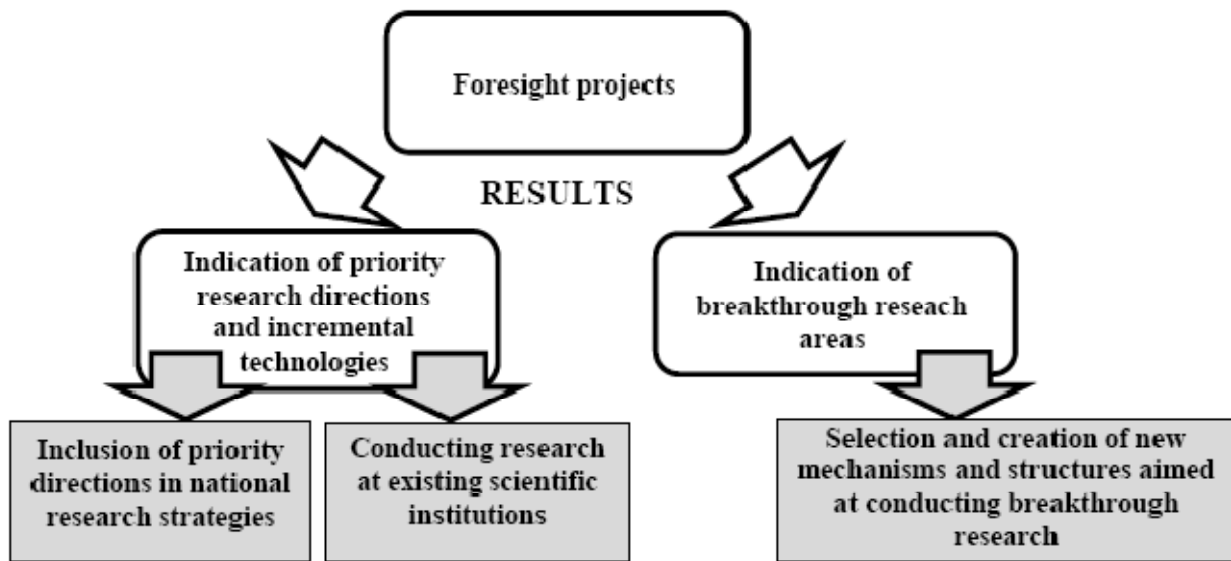 Foresight projects
RESULTS
Indication of priority
research directions
and incremental
technologies
Indication of
breakthrough reseach
areas
Inclusion of priority
directions in national
research strategies
Conducting research
at existing scientific
institutions
Selection and creation of new
mechanisms and structures aimed
at conducting breakthrough
research